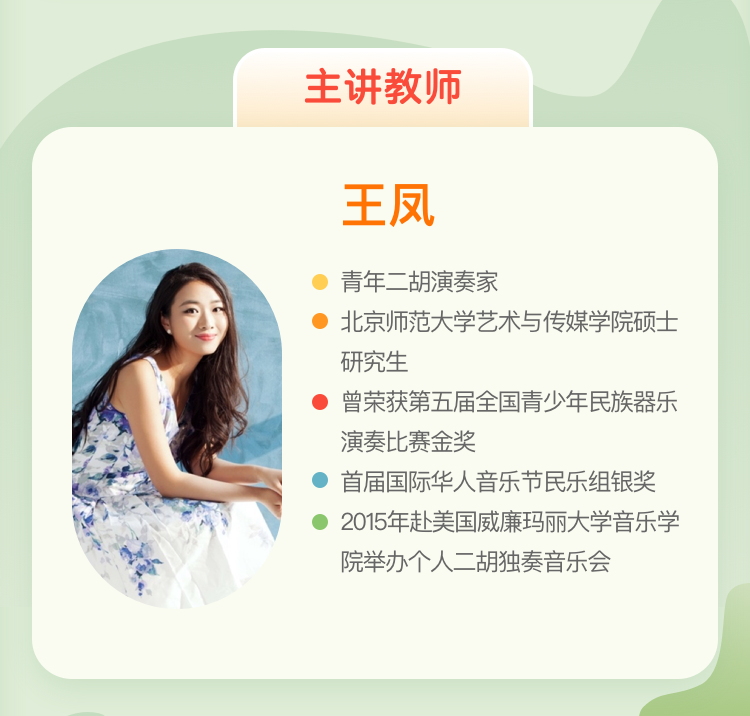 主讲教师
王凤
青年二胡演奏家
北京师范大学艺术与传媒学院硕士
研究生
曾荣获第五届全国青少年民族器乐
演奏比赛金奖
首届国际华人音乐节民乐组银奖
2015年赴美国威廉玛丽大学音乐学
院举办个人二胡独奏音乐会